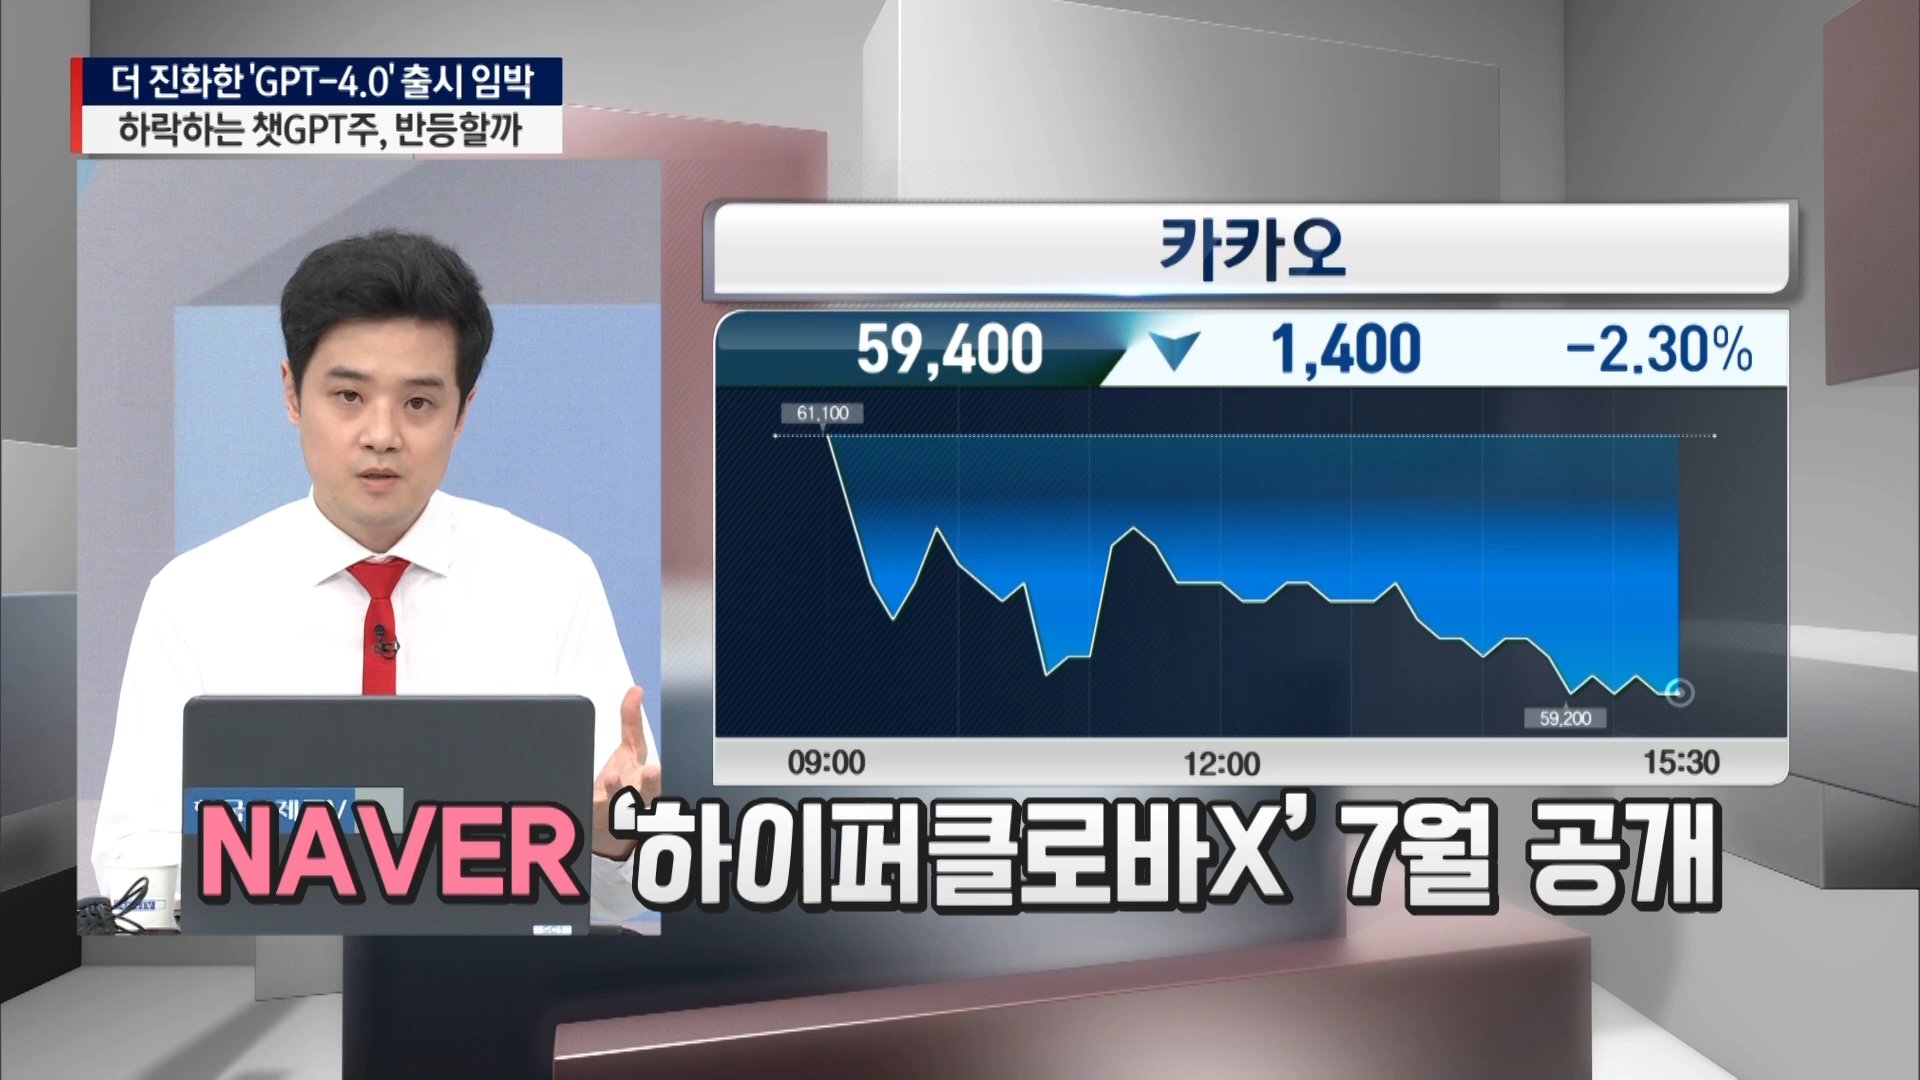 더 진화한 'GPT-4.0' 출시 임박
하락하는 챗GPT주, 반등할까
카카오
59,400 ▼ 1,400 -2.30%
61,100
59,200
09:00 12:00 15:30
NAVER '하이퍼클로바X' 7월 공개